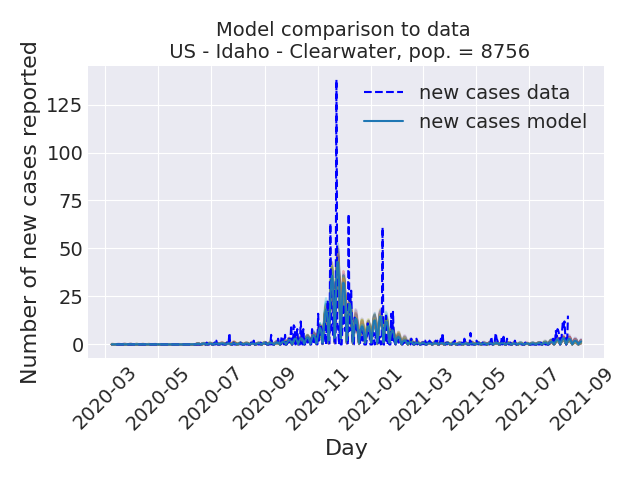 Model comparison to data
US - Idaho - Clearwater, pop. = 8756
Number of new cases reported
125
100
75
50
25
0
new cases data
new cases model
2020-03
2020-05
2020-07
2020-09
2020-11
2021-01
2021-03
2021-05
2021-07
2021-09
Day